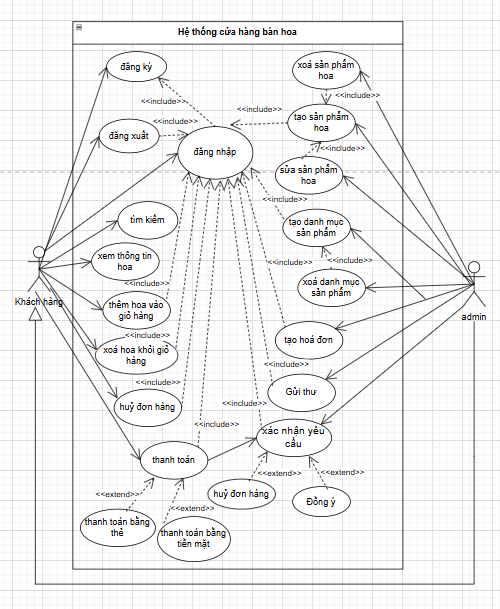 Hệ thống cửa hàng bán hoa
đăng ký
xoá sản phẩm
hoa
<<include>>
<<include>>
<<include>>
tạo sản phẩm
hoa
đăng xuất
<<include>>
<<include>>
đăng nhập
sửa sản phẩm
hoa
tìm kiếm
tạo danh mục
sản phẩm
xem thông tin
hoa
<<include>>
<<include>>
xoá danh mục
sản phẩm
Khách hàng
admin
thêm hoa vào
giỏ hàng
<<include>>
tạo hoá đơn
xoá hoa khỏi giỏ
hàng
<<include>>
<<include>>
Gửi thư
huỷ đơn hàng
<<include>>
<<include>>
xác nhận yêu
cầu
thanh toán
<<extend>>
<<extend>>
<<extend>>
huỷ đơn hàng
Đồng ý
<<extend>>
thanh toán bằng
thẻ
thanh toán bằng
tiền mặt